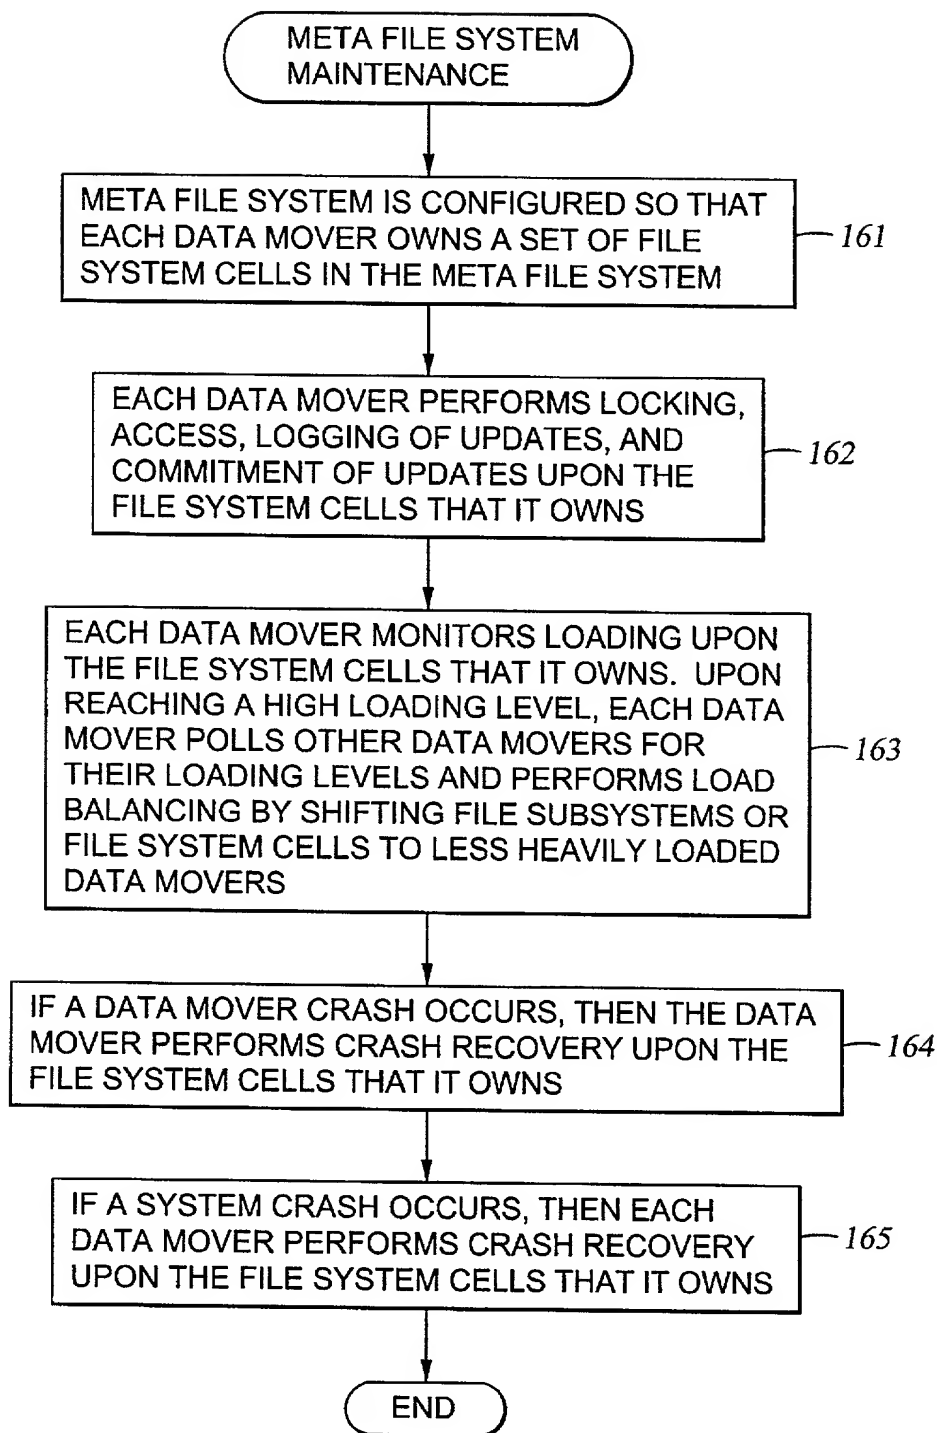 META FILE SYSTEM
MAINTENANCE
META FILE SYSTEM IS CONFIGURED SO THAT
EACH DATA MOVER OWNS A SET OF FILE
SYSTEM CELLS IN THE META FILE SYSTEM
161
EACH DATA MOVER PERFORMS LOCKING,
ACCESS, LOGGING OF UPDATES, AND
COMMITMENT OF UPDATES UPON THE
FILE SYSTEM CELLS THAT IT OWNS
162
EACH DATA MOVER MONITORS LOADING UPON
THE FILE SYSTEM CELLS THAT IT OWNS. UPON
REACHING A HIGH LOADING LEVEL, EACH DATA
MOVER POLLS OTHER DATA MOVERS FOR
THEIR LOADING LEVELS AND PERFORMS LOAD
BALANCING BY SHIFTING FILE SUBSYSTEMS OR
FILE SYSTEM CELLS TO LESS HEAVILY LOADED
DATA MOVERS
163
IF A DATA MOVER CRASH OCCURS, THEN THE DATA
MOVER PERFORMS CRASH RECOVERY UPON THE
FILE SYSTEM CELLS THAT IT OWNS
164
IF A SYSTEM CRASH OCCURS, THEN EACH
DATA MOVER PERFORMS CRASH RECOVERY
UPON THE FILE SYSTEM CELLS THAT IT OWNS
165
END